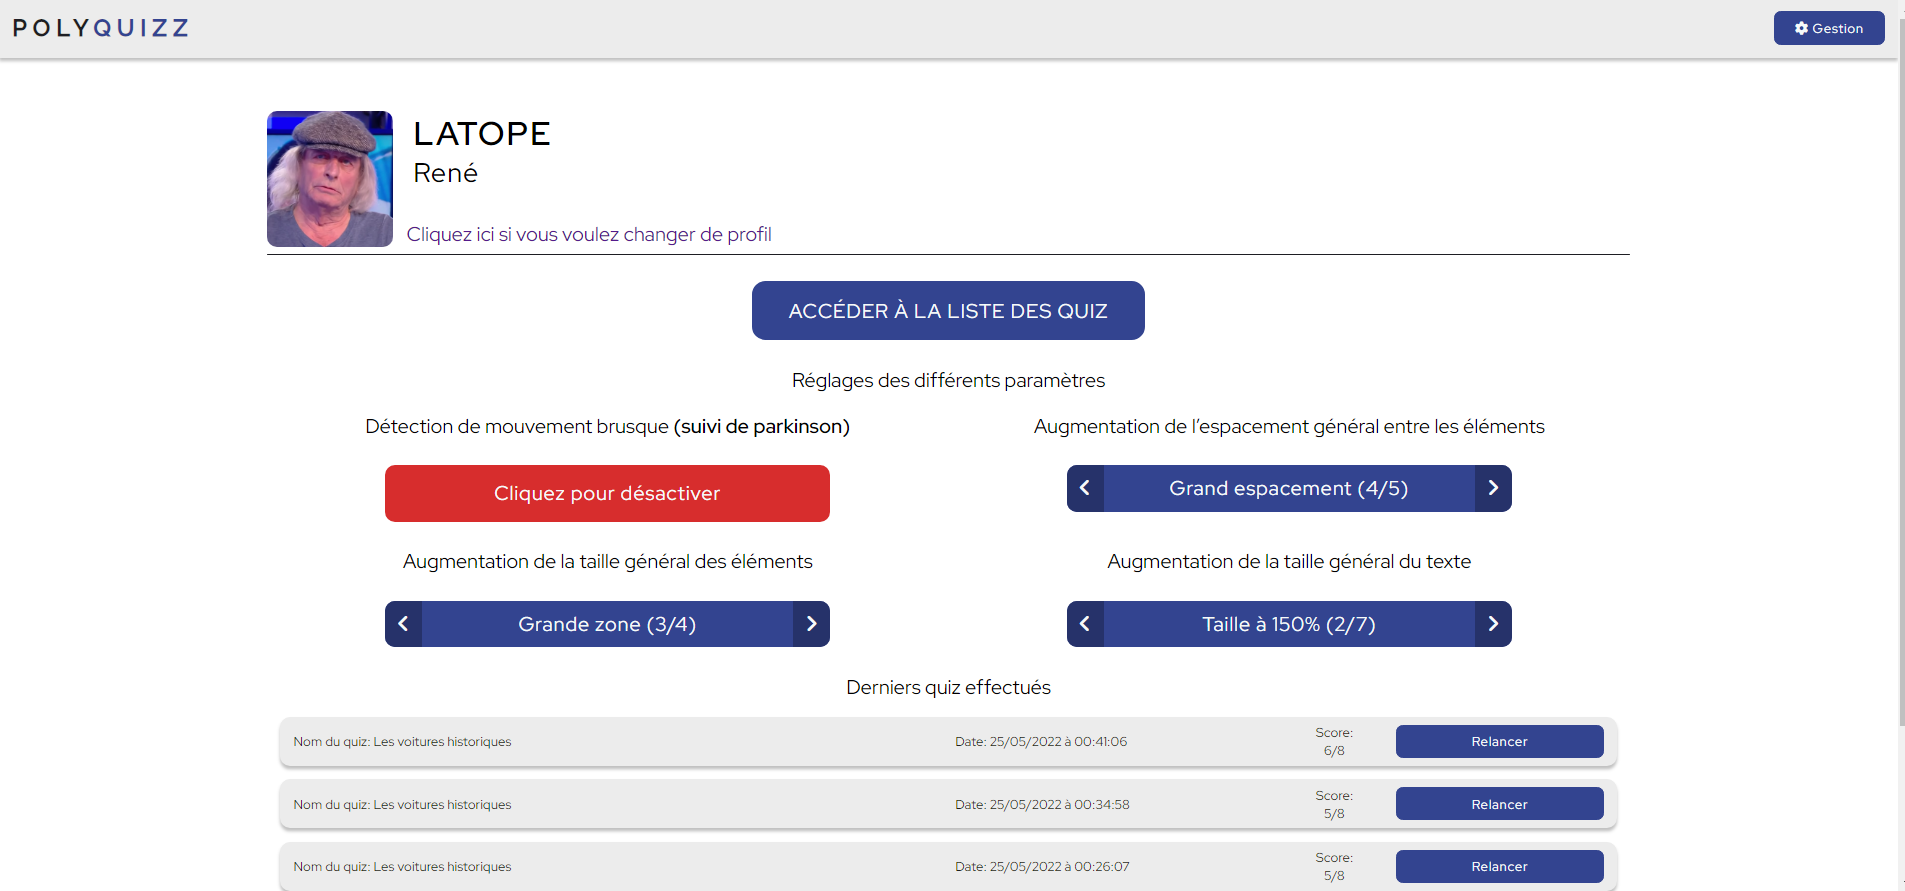 POLYQUIZZ
Gestion
LATOPE
René
Cliquez ici si vous voulez changer de profil
ACCÉDER À LA LISTE DES QUIZ
Réglages des différents paramètres
Détection de mouvement brusque (suivi de parkinson)
Cliquez pour désactiver
Augmentation de l'espacement général entre les éléments
Grand espacement (4/5)
Augmentation de la taille général des éléments
Grande zone (3/4)
Augmentation de la taille général du texte
Taille à 150% (2/7)
Derniers quiz effectués
Nom du quiz: Les voitures historiques
Date: 25/05/2022 à 00:41:06
Score:
6/8
Relancer
Nom du quiz: Les voitures historiques
Date: 25/05/2022 à 00:34:58
Score:
5/8
Relancer
Nom du quiz: Les voitures historiques
Date: 25/05/2022 à 00:26:07
Score:
5/8
Relancer